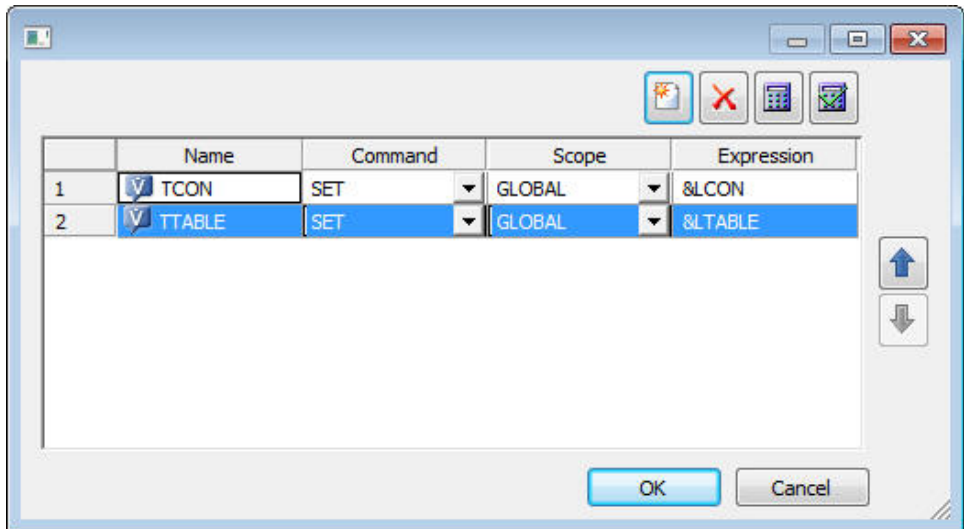 Name Command Scope Expression
1 TCON SET GLOBAL &LCON
2 TTABLE SET GLOBAL &LTABLE
OK Cancel